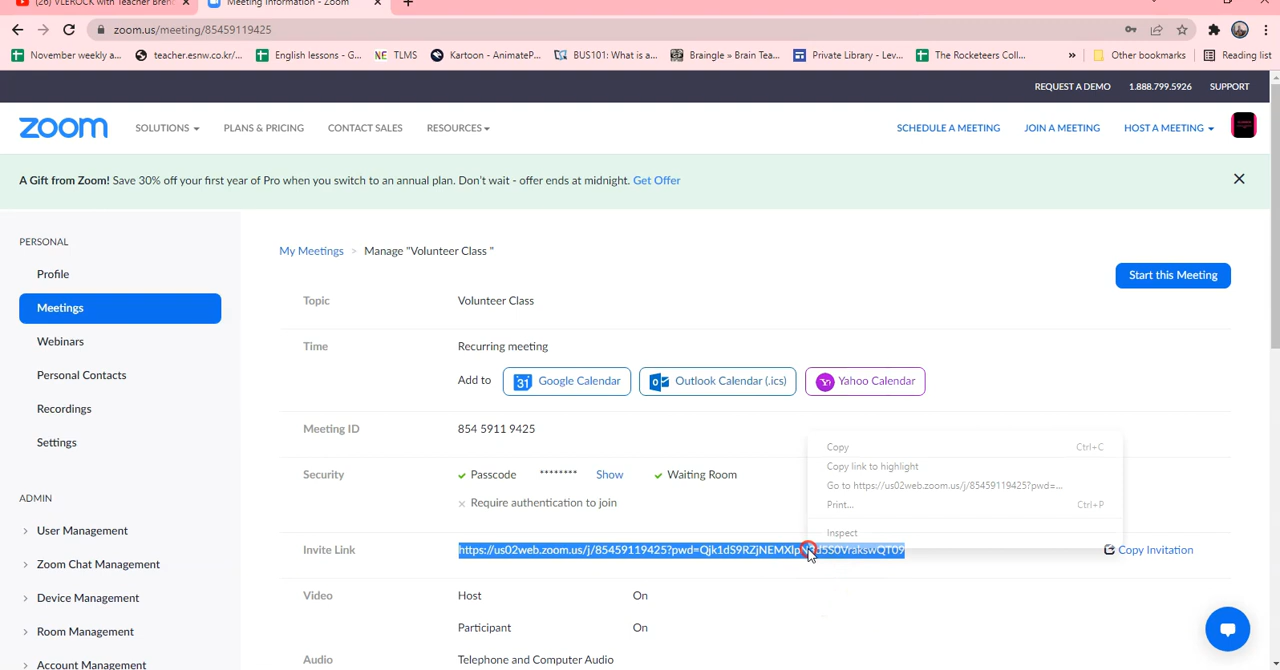 (26) VLEROCK with Teacher Brend
Meeting Information - Zoom
zoom.us/meeting/85459119425
November weekly a...
teacher.esnw.co.kr/...
English lessons - G...
NE TLMS
Kartoon - AnimateP...
BUS101: What is a...
Braingle » Brain Tea...
Private Library - Lev...
The Rocketeers Coll...
»
Other bookmarks
Reading list
REQUEST A DEMO
1.888.799.5926
SUPPORT
zoom
SOLUTIONS
PLANS & PRICING
CONTACT SALES
RESOURCES
SCHEDULE A MEETING
JOIN A MEETING
HOST A MEETING
A Gift from Zoom! Save 30% off your first year of Pro when you switch to an annual plan. Don't wait - offer ends at midnight. Get Offer
PERSONAL
Profile
Meetings
Webinars
Personal Contacts
Recordings
Settings
ADMIN
User Management
Zoom Chat Management
Device Management
Room Management
Account Management
My Meetings > Manage "Volunteer Class "
Start this Meeting
Topic
Volunteer Class
Time
Recurring meeting
Add to
31 Google Calendar
Outlook Calendar (.ics)
Yahoo Calendar
Meeting ID
854 5911 9425
Security
Passcode ******** Show
Waiting Room
Require authentication to join
Copy Ctrl+C
Copy link to highlight
Go to https://us02web.zoom.us/j/85459119425?pwd=...
Print... Ctrl+P
Inspect
Invite Link
Copy Invitation
Video
Host On
Participant On
Audio
Telephone and Computer Audio